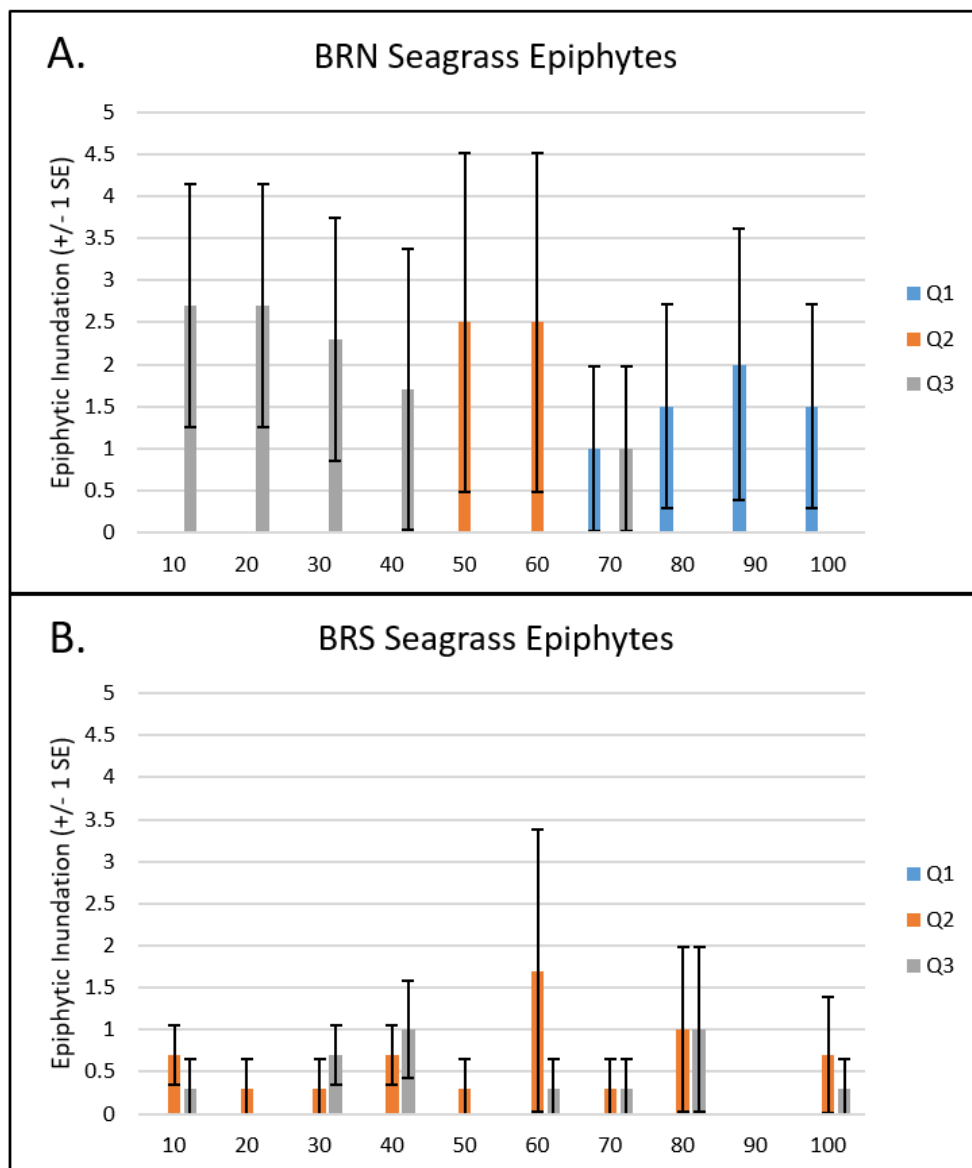 A.
BRN Seagrass Epiphytes
Epiphytic Inundation (+/- 1 SE)
5
4.5
4
3.5
3
2.5
2
1.5
1
0.5
0
10 20 30 40 50 60 70 80 90 100
Q1
Q2
Q3
B.
BRS Seagrass Epiphytes
Epiphytic Inundation (+/- 1 SE)
5
4.5
4
3.5
3
2.5
2
1.5
1
0.5
0
10 20 30 40 50 60 70 80 90 100
Q1
Q2
Q3